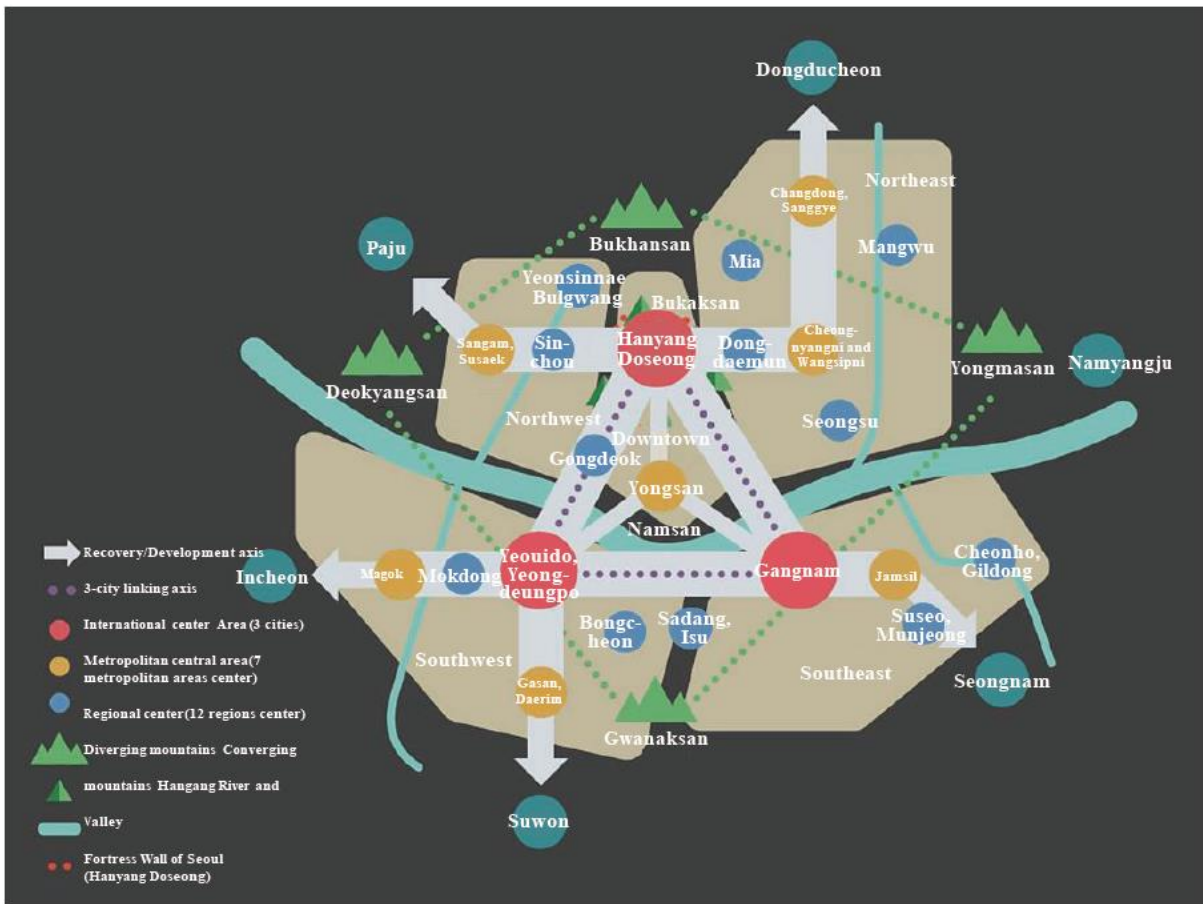 Dongducheon
Changdong,
Sanggye
Northeast
Mangwu
Mia
Bukhansan
Paju
Yeonsinnae
Bulgwang
Bukaksan
Sangam,
Susaek
Sin-
chon
Hanyang
Doseong
Dong-
daemun
Cheong-
nyangni and
Wangsipni
Yongmasan
Namyangju
Deokyangsan
Northwest
Downtown
Seongsu
Gongdeok
Yongsan
Namsan
Incheon
Magok
Mokdong
Yeouido,
Yeong-
deungpo
Gangnam
Jamsil
Cheonho,
Gildong
Bongc-
heon
Sadang,
Isu
Suseo,
Munjeong
Southwest
Southeast
Seongnam
Gasan,
Daerim
Gwanaksan
Suwon
Recovery/Development axis
3-city linking axis
International center Area (3 cities)
Metropolitan central area(7
metropolitan areas center)
Regional center(12 regions center)
Diverging mountains Converging
mountains Hangang River and
Valley
Fortress Wall of Seoul
(Hanyang Doseong)